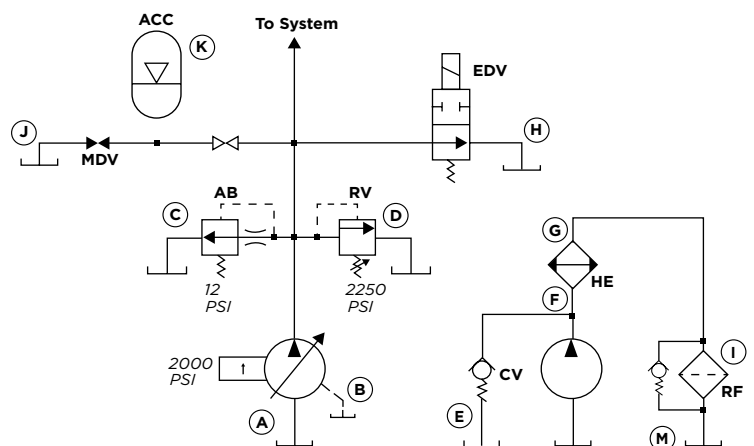 ACC
K
To System
EDV
J
MDV
H
AB
RV
C
D
G
12
PSI
2250
PSI
HE
F
2000
PSI
CV
I
B
RF
A
E
M